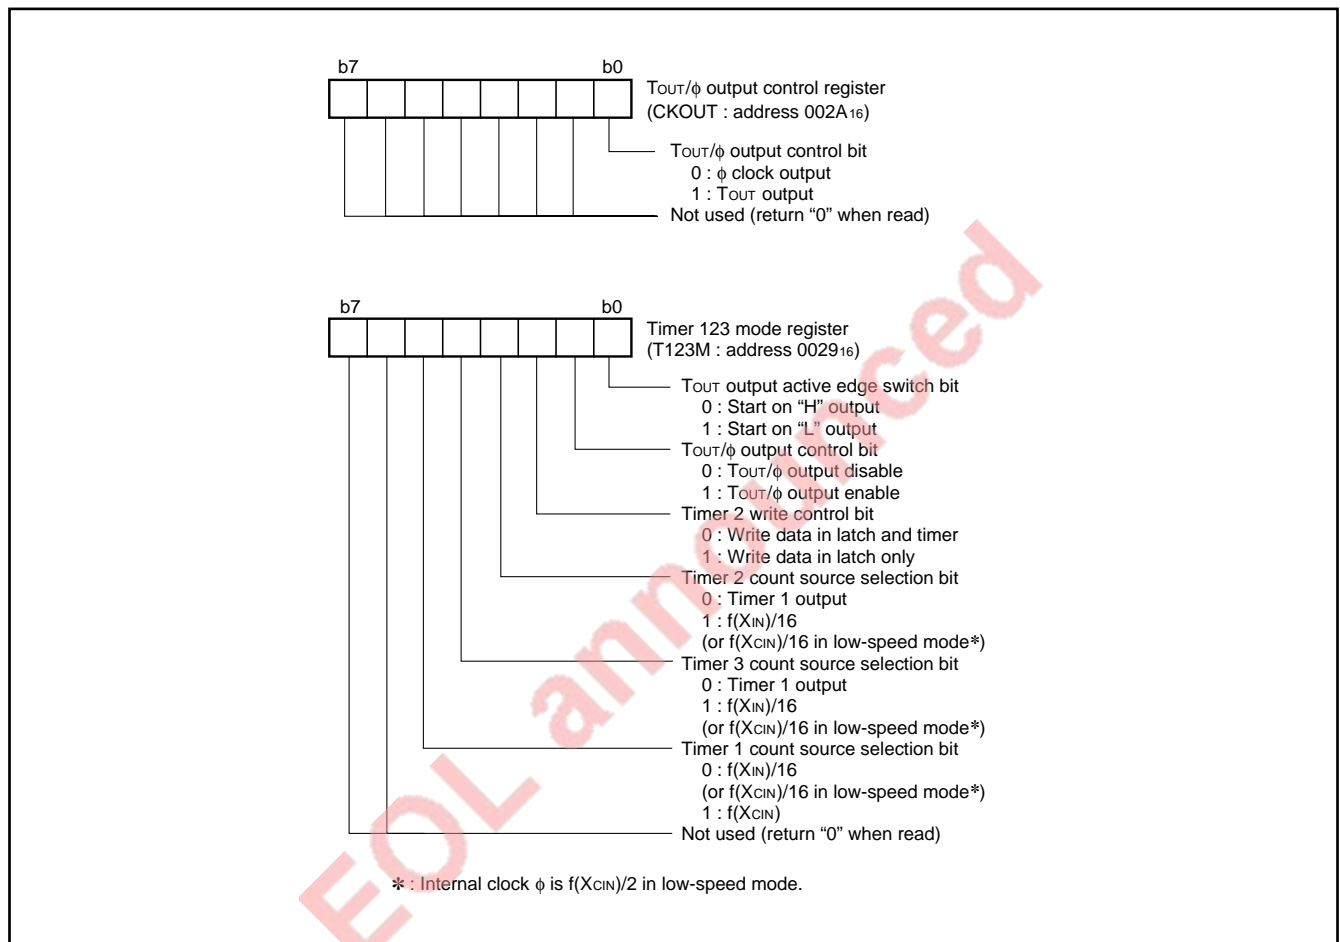 b7 b0
TOUT/ϕ output control register
(CKOUT : address 002A16)
TOUT/ϕ output control bit
0 : ϕ clock output
1 : TOUT output
Not used (return “0” when read)
b7 b0
Timer 123 mode register
(T123M : address 002916)
TOUT output active edge switch bit
0 : Start on “H” output
1 : Start on “L” output
TOUT/ϕ output control bit
0 : TOUT/ϕ output disable
1 : TOUT/ϕ output enable
Timer 2 write control bit
0 : Write data in latch and timer
1 : Write data in latch only
Timer 2 count source selection bit
0 : Timer 1 output
1 : f(XIN)/16
(or f(XCIN)/16 in low-speed mode*)
Timer 3 count source selection bit
0 : Timer 1 output
1 : f(XIN)/16
(or f(XCIN)/16 in low-speed mode*)
Timer 1 count source selection bit
0 : f(XIN)/16
(or f(XCIN)/16 in low-speed mode*)
1 : f(XCIN)
Not used (return “0” when read)
* : Internal clock ϕ is f(XCIN)/2 in low-speed mode.
EOL announced